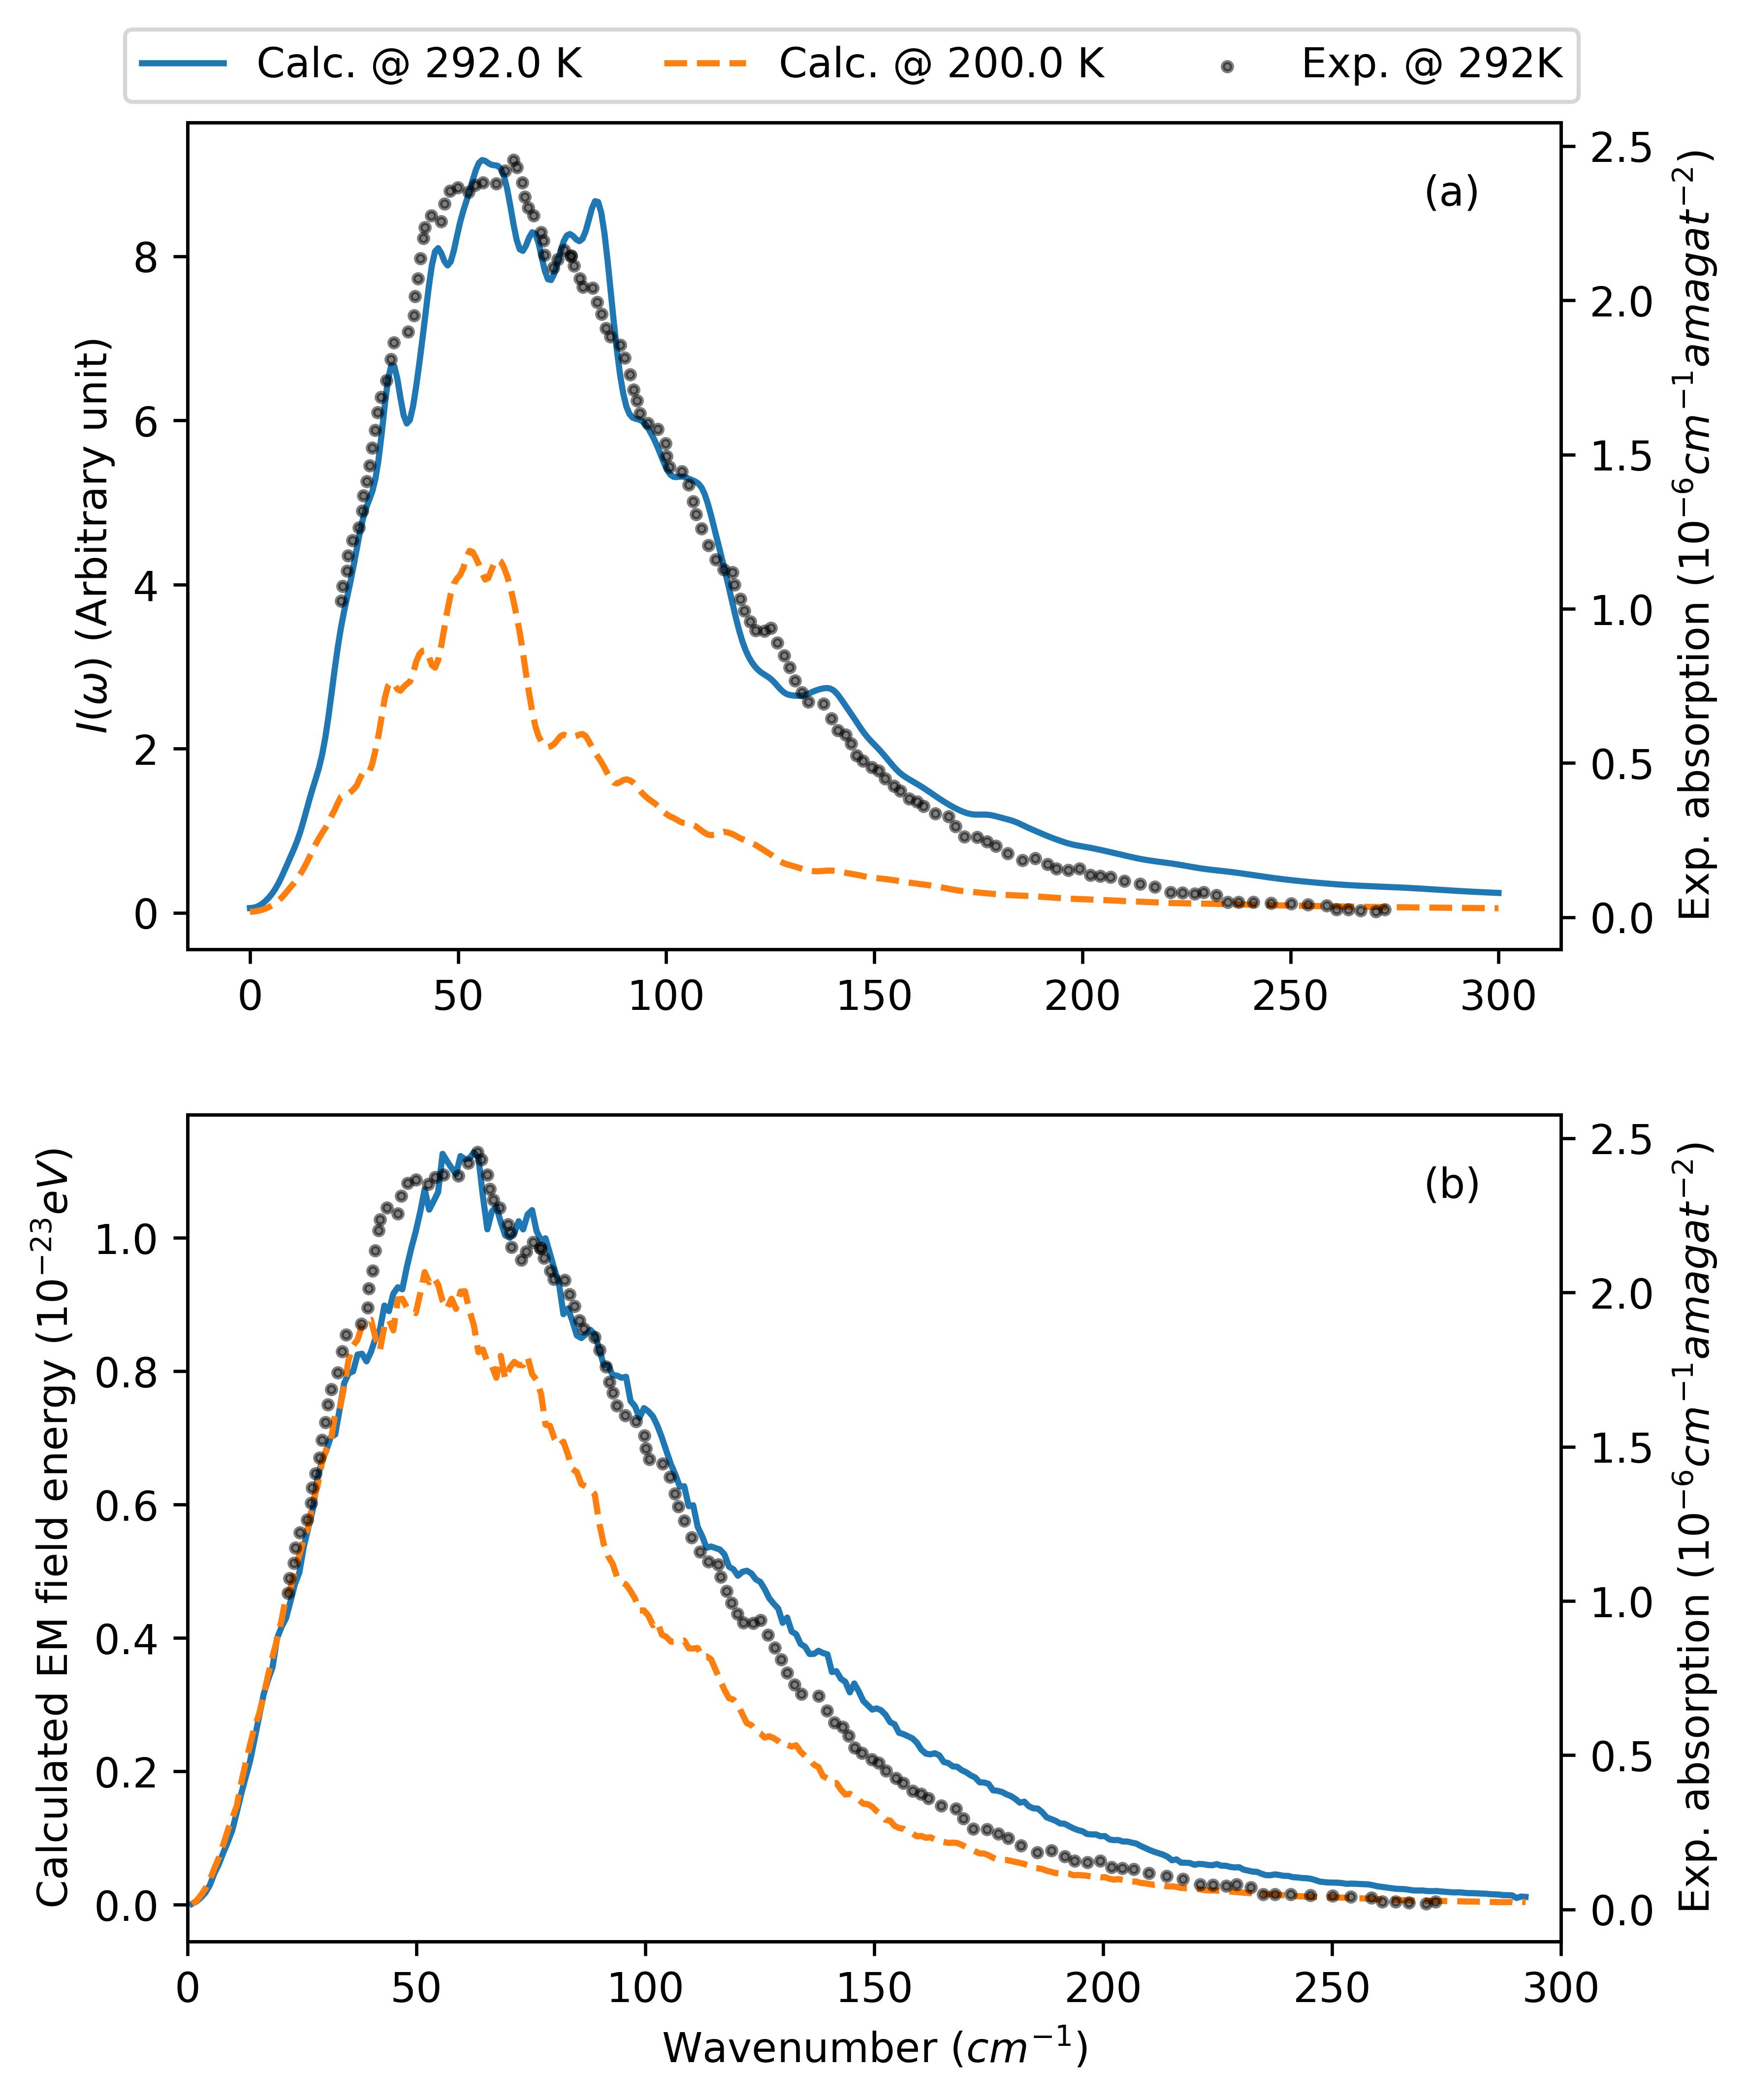 Calc. @ 292.0 K Calc. @ 200.0 K Exp. @ 292K
(a)
I(ω) (Arbitrary unit)
8
6
4
2
0
2.5
2.0
1.5
1.0
0.5
0.0
Exp. absorption (10⁻⁶cm⁻¹amagat⁻²)
0 50 100 150 200 250 300
(b)
Calculated EM field energy (10⁻²³eV)
1.0
0.8
0.6
0.4
0.2
0.0
2.5
2.0
1.5
1.0
0.5
0.0
Exp. absorption (10⁻⁶cm⁻¹amagat⁻²)
0 50 100 150 200 250 300
Wavenumber (cm⁻¹)